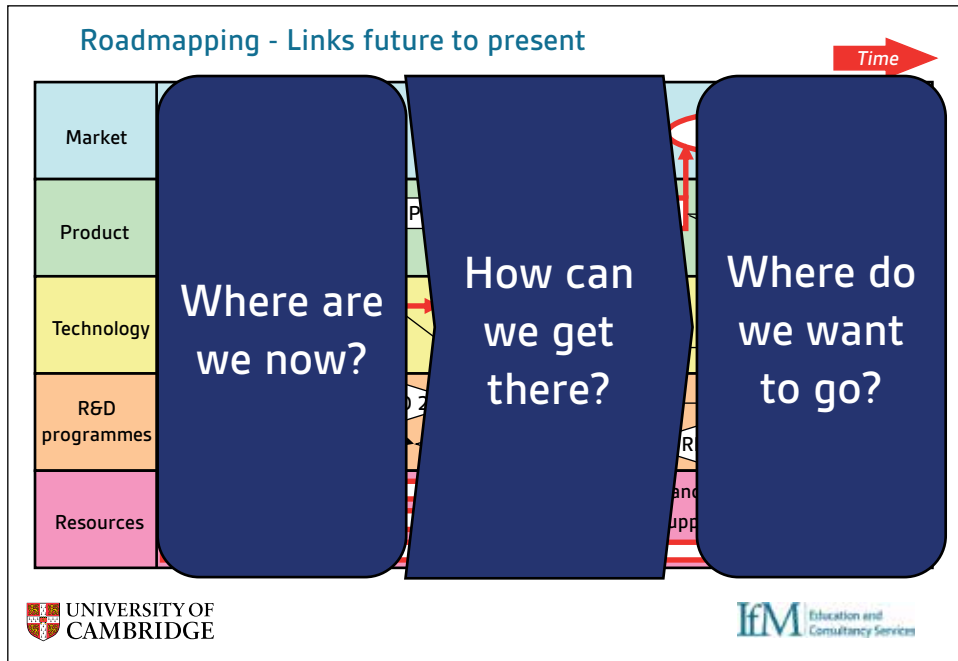 Roadmapping - Links future to present
Time
Market
Product
Technology
R&D
programmes
Resources
Where are
we now?
How can
we get
there?
Where do
we want
to go?
P
2
UNIVERSITY OF
CAMBRIDGE
IfM
Education and
Consultancy Services